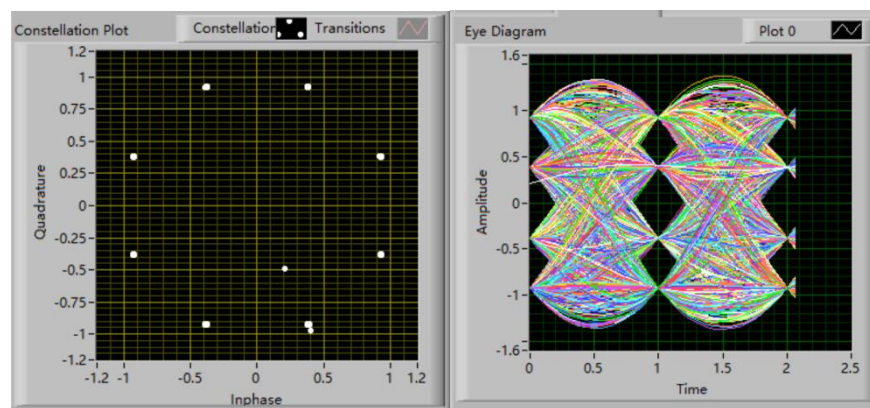 Constellation Plot
Constellation
Transitions
1.2
1
0.75
0.5
0.25
0
-0.25
-0.5
-0.75
-1
-1.2
Quadrature
-1.2 -1 -0.5 0 0.5 1 1.2
Inphase
Eye Diagram
Plot 0
1.6
1
0.5
0
-0.5
-1
-1.6
Amplitude
0 0.5 1 1.5 2 2.5
Time